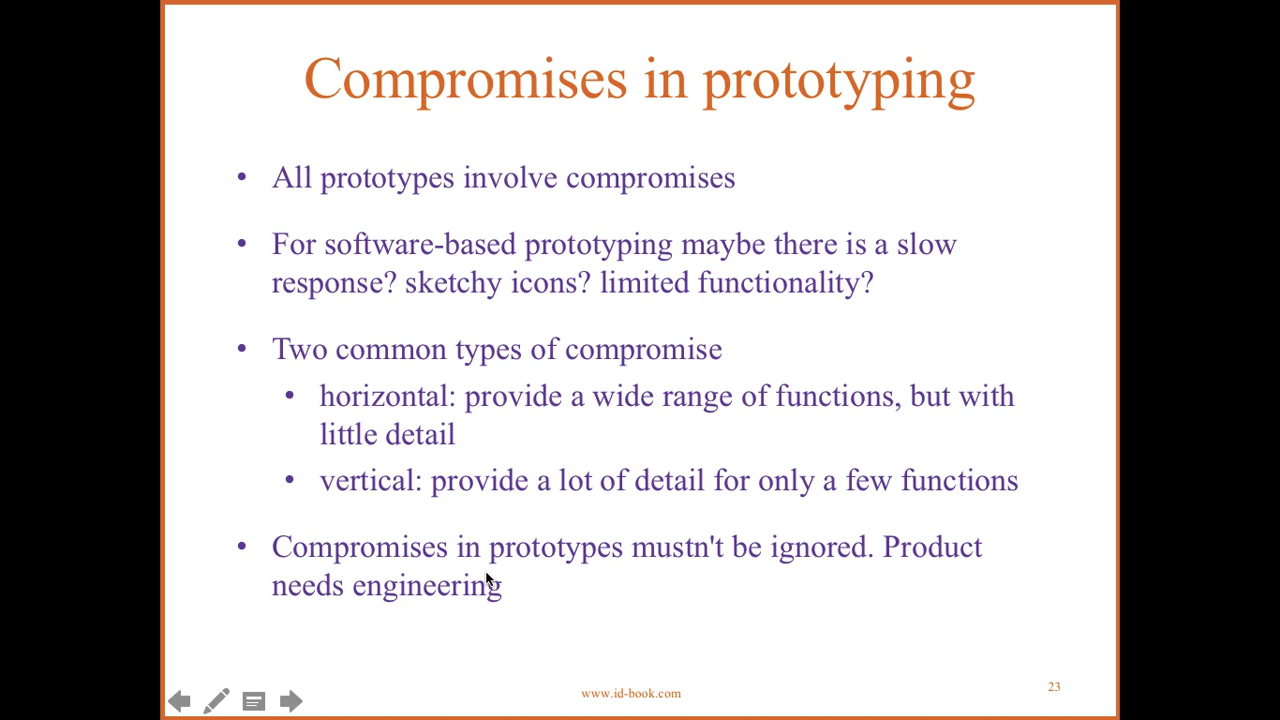 Compromises in prototyping
• All prototypes involve compromises
• For software-based prototyping maybe there is a slow
response? sketchy icons? limited functionality?
• Two common types of compromise
• horizontal: provide a wide range of functions, but with
little detail
• vertical: provide a lot of detail for only a few functions
• Compromises in prototypes mustn't be ignored. Product
needs engineering
www.id-book.com
23